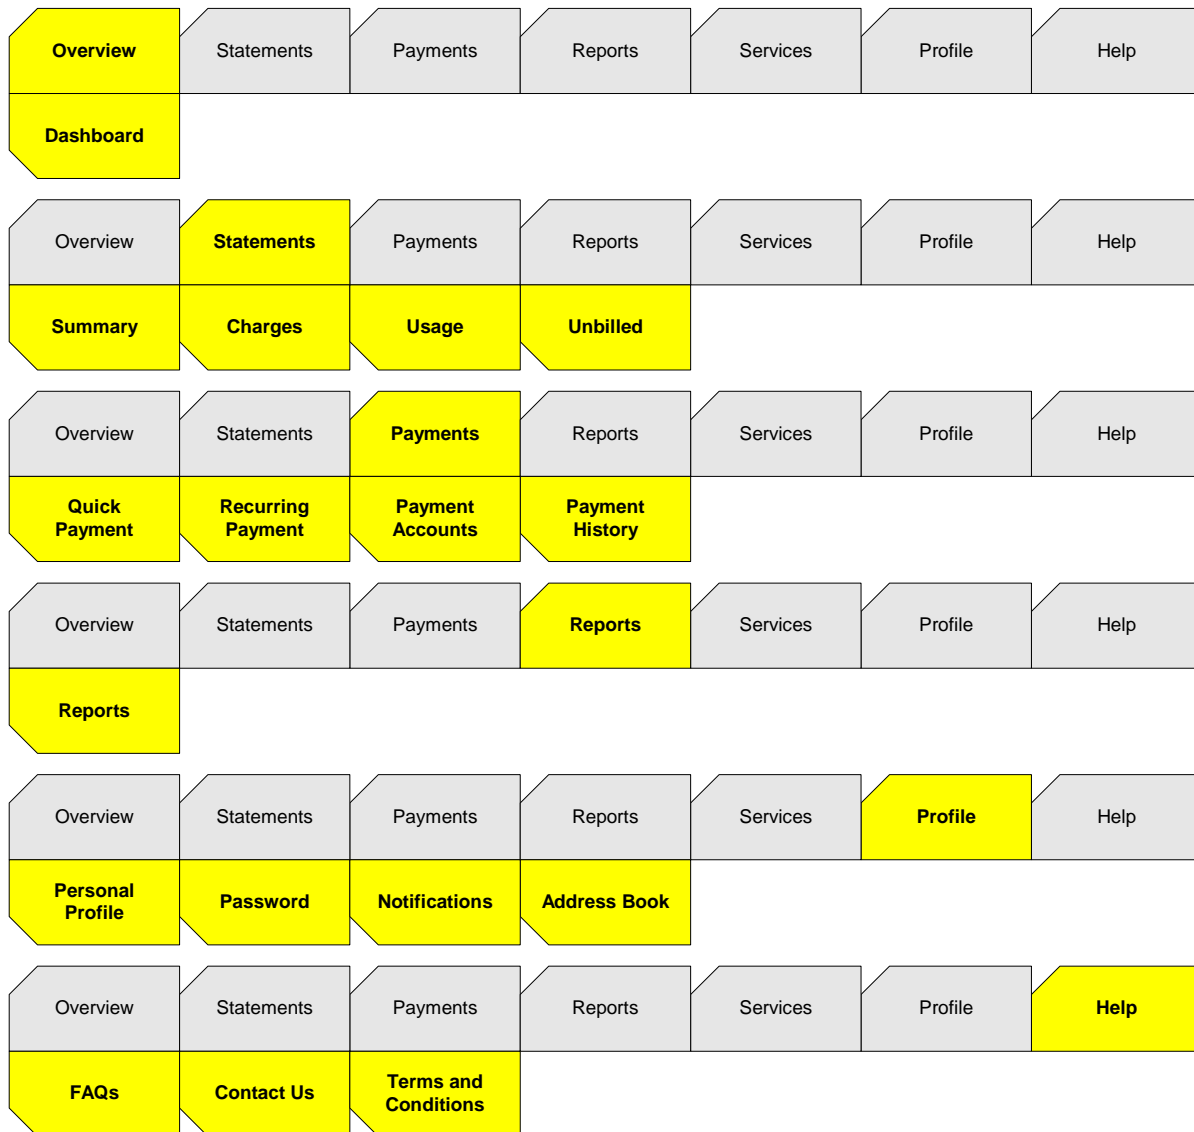 Overview Statements Payments Reports Services Profile Help
Dashboard
Overview Statements Payments Reports Services Profile Help
Summary Charges Usage Unbilled
Overview Statements Payments Reports Services Profile Help
Quick Recurring Payment Payment
Payment Payment Accounts History
Overview Statements Payments Reports Services Profile Help
Reports
Overview Statements Payments Reports Services Profile Help
Personal
Profile Password Notifications Address Book
Overview Statements Payments Reports Services Profile Help
FAQs Contact Us Terms and
Conditions